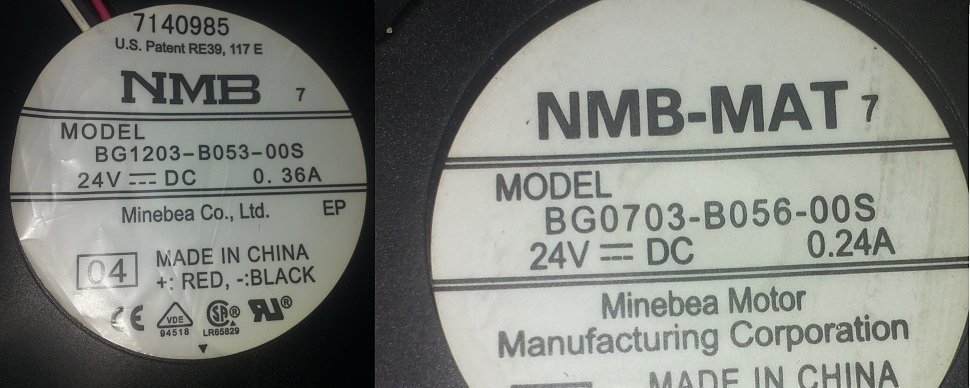 7140985
U.S. Patent RE39, 117 E
NMB 7
MODEL
BG1203-B053-00S
24V ⎓ DC 0.36A
Minebea Co., Ltd. EP
04 MADE IN CHINA
+: RED, -:BLACK
CE VDE SA ® RU ®
94518 LR65829
NMB-MAT 7
MODEL
BG0703-B056-00S
24V ⎓ DC 0.24A
Minebea Motor
Manufacturing Corporation
MADE IN CHINA